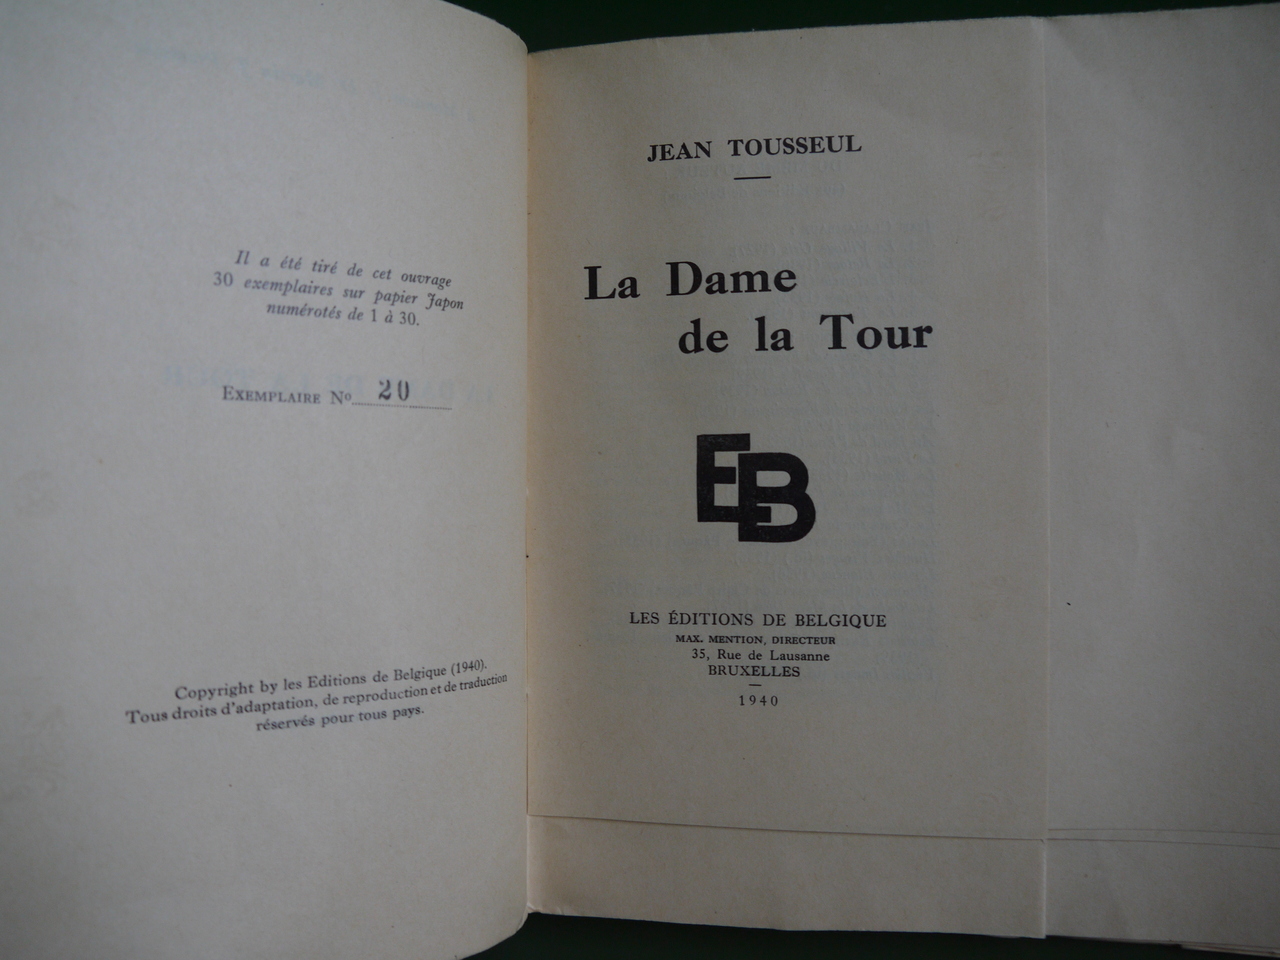 Il a été tiré de cet ouvrage
30 exemplaires sur papier Japon
numérotés de 1 à 30.
EXEMPLAIRE Nº 20
Copyright by les Editions de Belgique (1940).
Tous droits d'adaptation, de reproduction et de traduction
réservés pour tous pays.
JEAN TOUSSEUL
La Dame
de la Tour
EB
LES ÉDITIONS DE BELGIQUE
MAX. MENTION, DIRECTEUR
35, Rue de Lausanne
BRUXELLES
1940